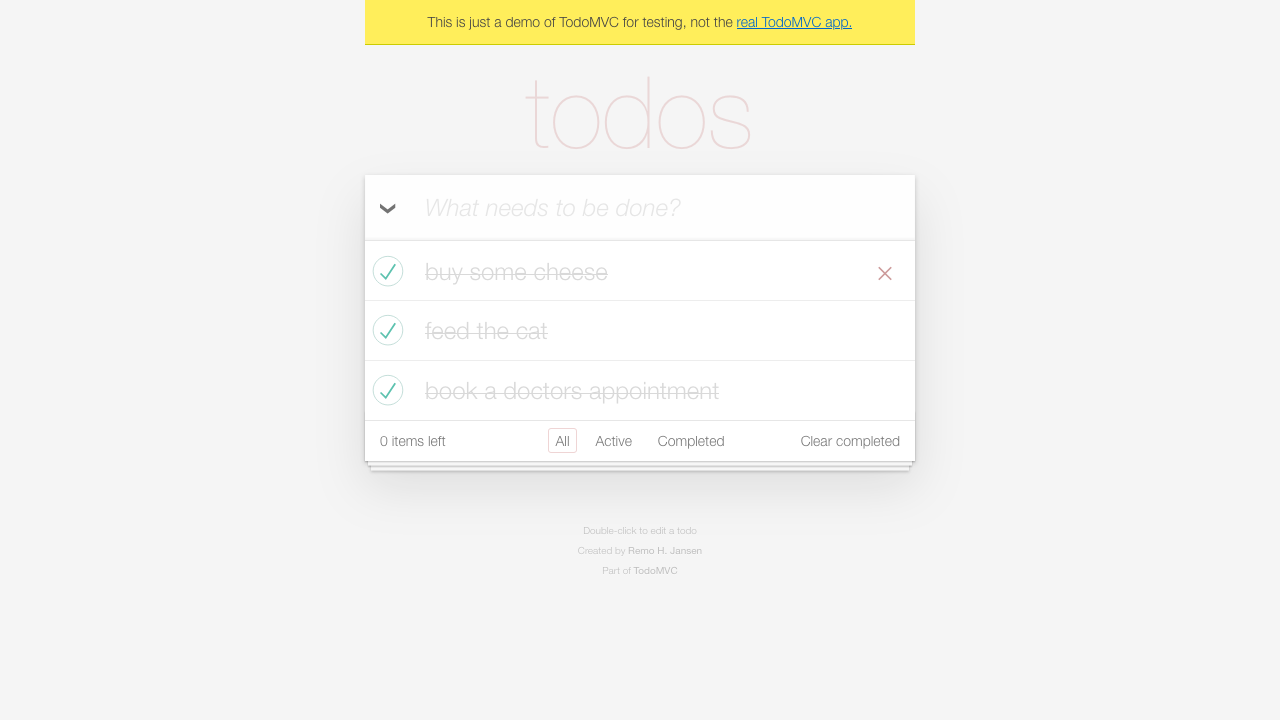 This is just a demo of TodoMVC for testing, not the real TodoMVC app.
todos
What needs to be done?
buy some cheese
feed the cat
book a doctors appointment
0 items left All Active Completed Clear completed
Double-click to edit a todo
Created by Remo H. Jansen
Part of TodoMVC